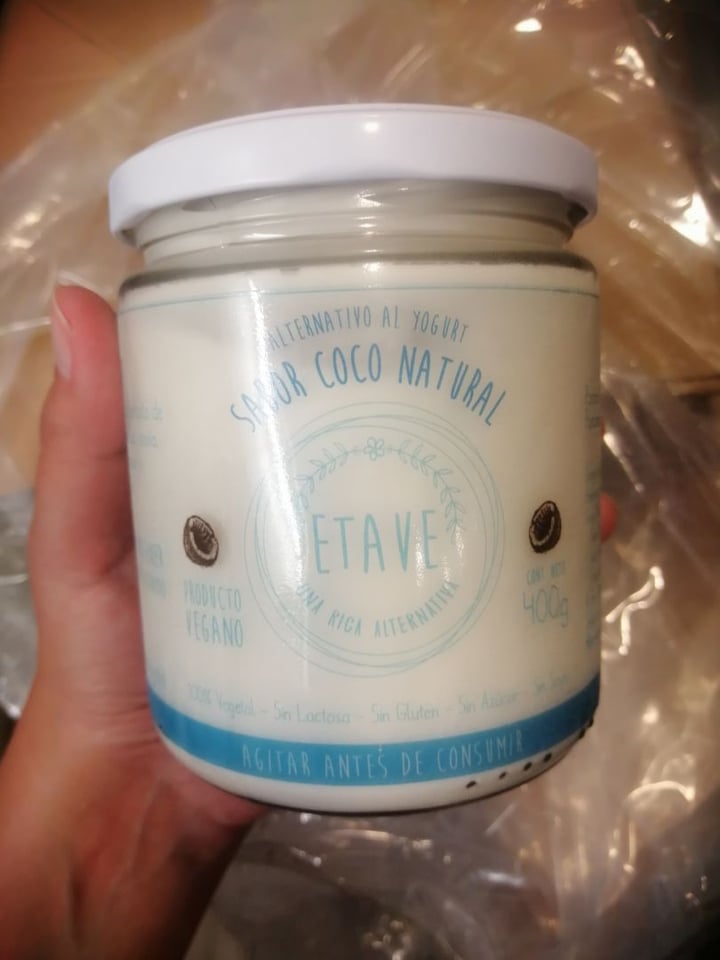 ALTERNATIVO AL YOGURT
SABOR COCO NATURAL
ETAVE
UNA RICA ALTERNATIVA
PRODUCTO
VEGANO
CONT. NETO
400g
100% Vegetal - Sin Lactosa - Sin Gluten - Sin Azúcar - Sin
AGITAR ANTES DE CONSUMIR